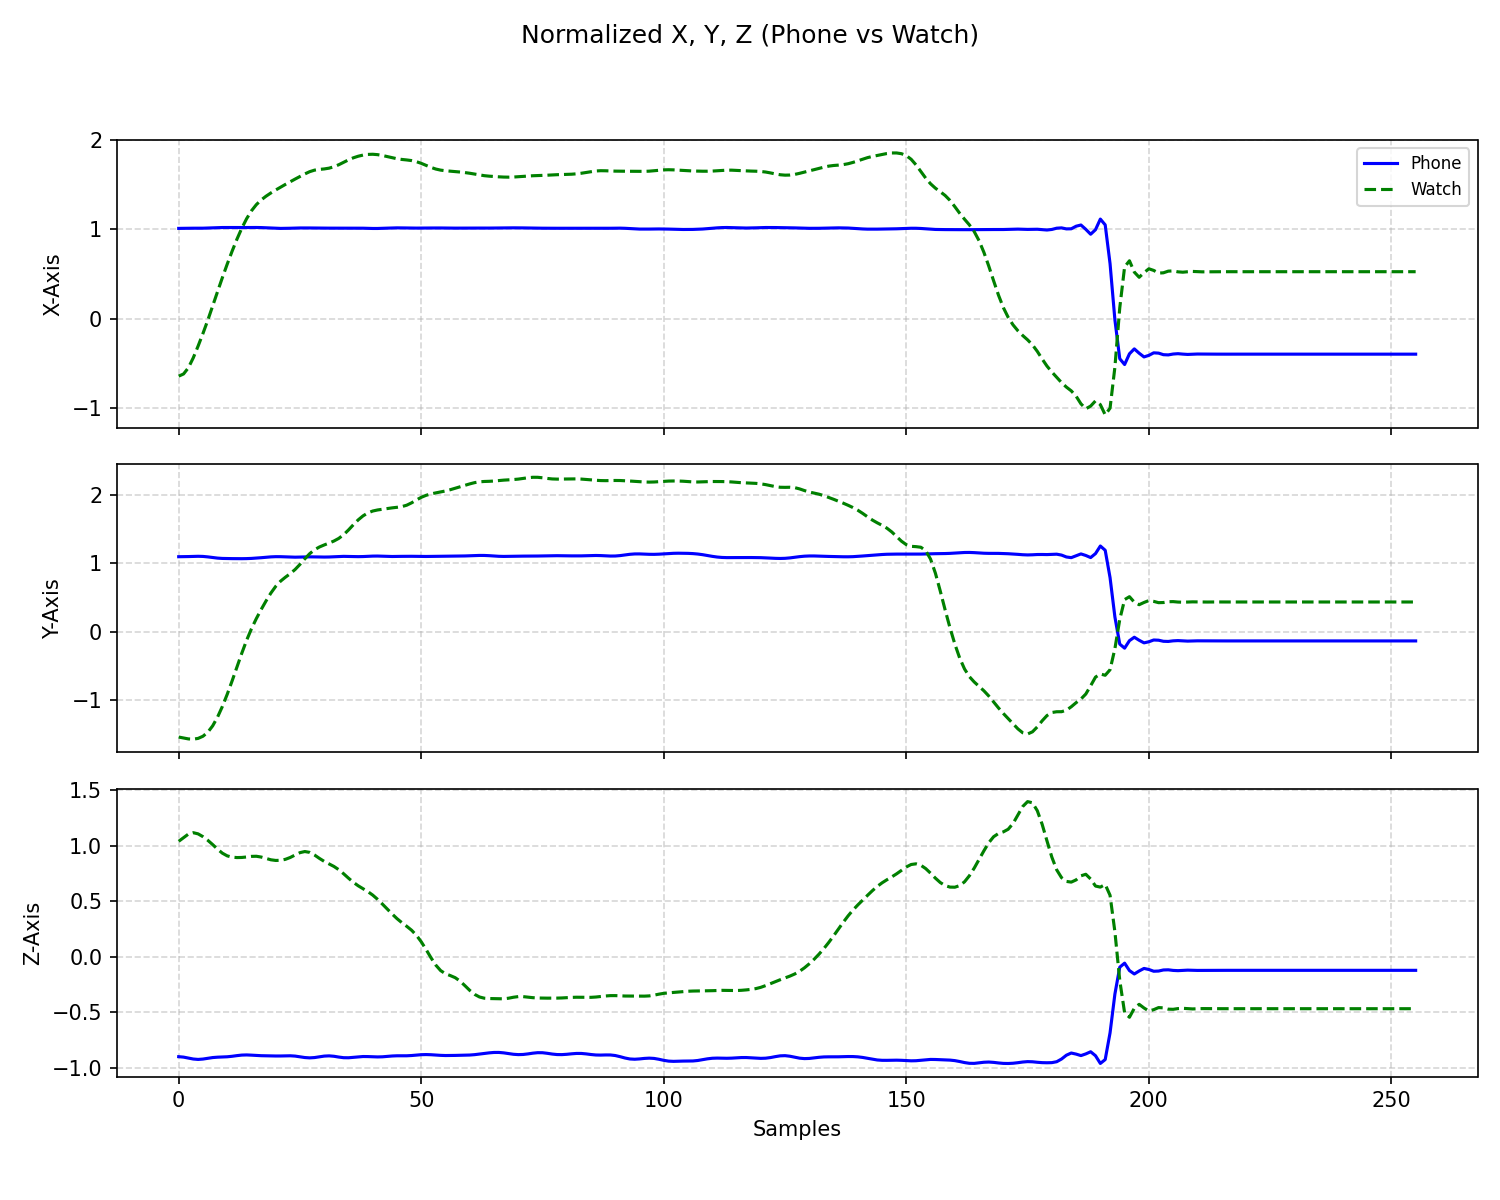 Normalized X, Y, Z (Phone vs Watch)
2
1
0
−1
X-Axis
Phone
Watch
2
1
0
−1
Y-Axis
1.5
1.0
0.5
0.0
−0.5
−1.0
Z-Axis
0 50 100 150 200 250
Samples